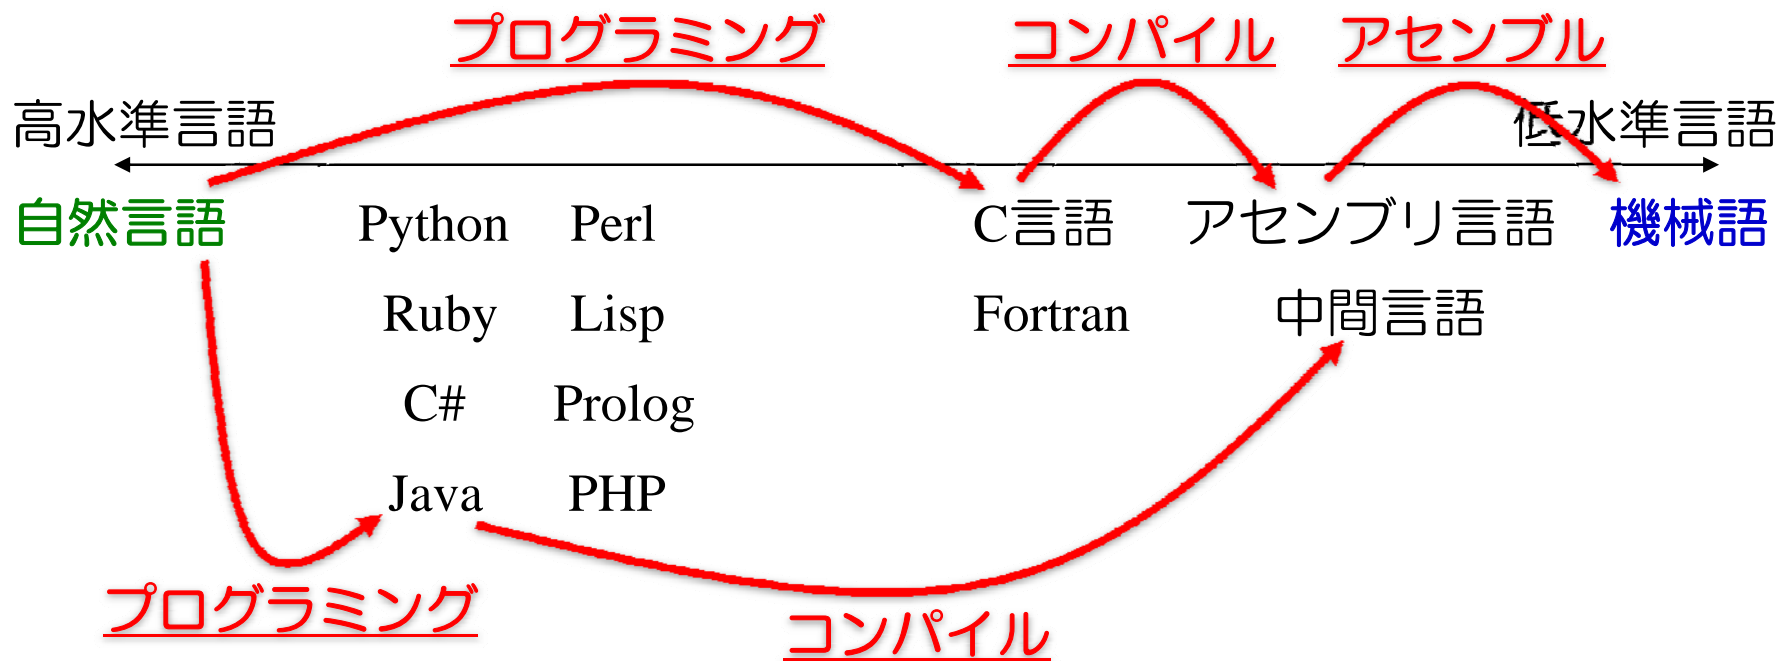 プログラミング コンパイル アセンブル
高水準言語 低水準言語
自然言語 Python Perl C言語 アセンブリ言語 機械語
Ruby Lisp Fortran 中間言語
C# Prolog
Java PHP
プログラミング
コンパイル